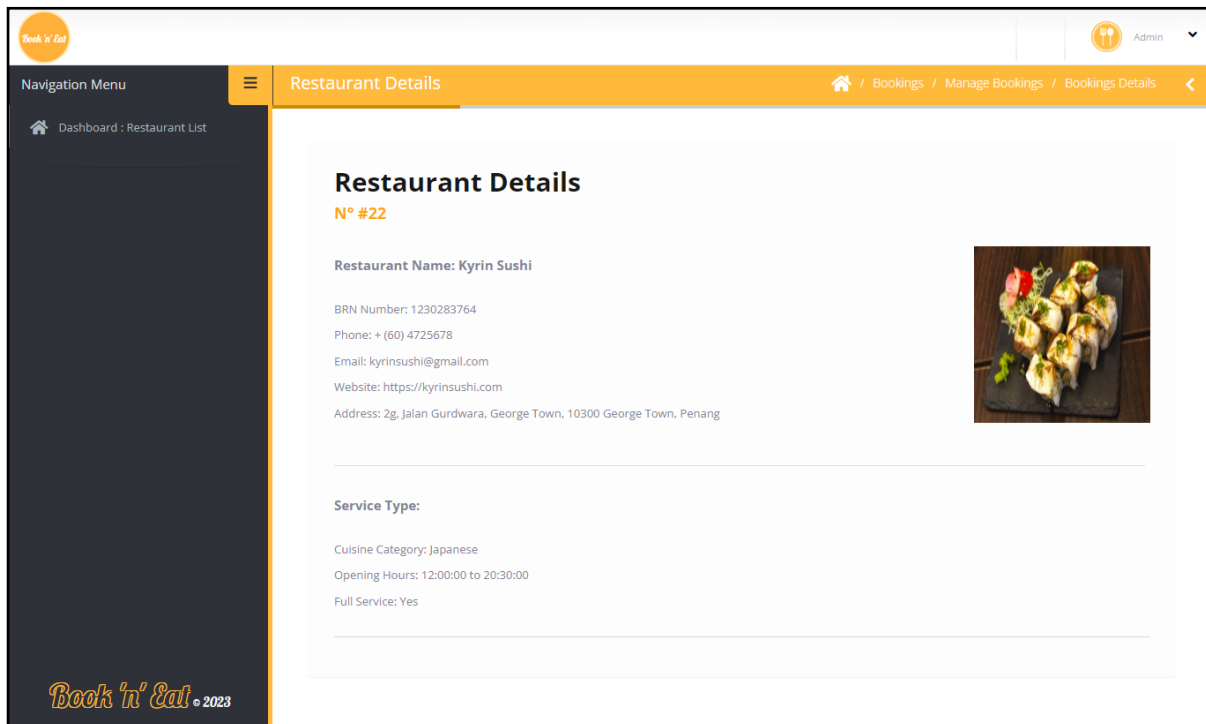 Book 'n' Eat
Admin
Navigation Menu
Restaurant Details
/ Bookings / Manage Bookings / Bookings Details
Dashboard : Restaurant List
Restaurant Details
N° #22
Restaurant Name: Kyrin Sushi
BRN Number: 1230283764
Phone: + (60) 4725678
Email: kyrinsushi@gmail.com
Website: https://kyrinsushi.com
Address: 2g, Jalan Gurdwara, George Town, 10300 George Town, Penang
Service Type:
Cuisine Category: Japanese
Opening Hours: 12:00:00 to 20:30:00
Full Service: Yes
Book 'n' Eat © 2023